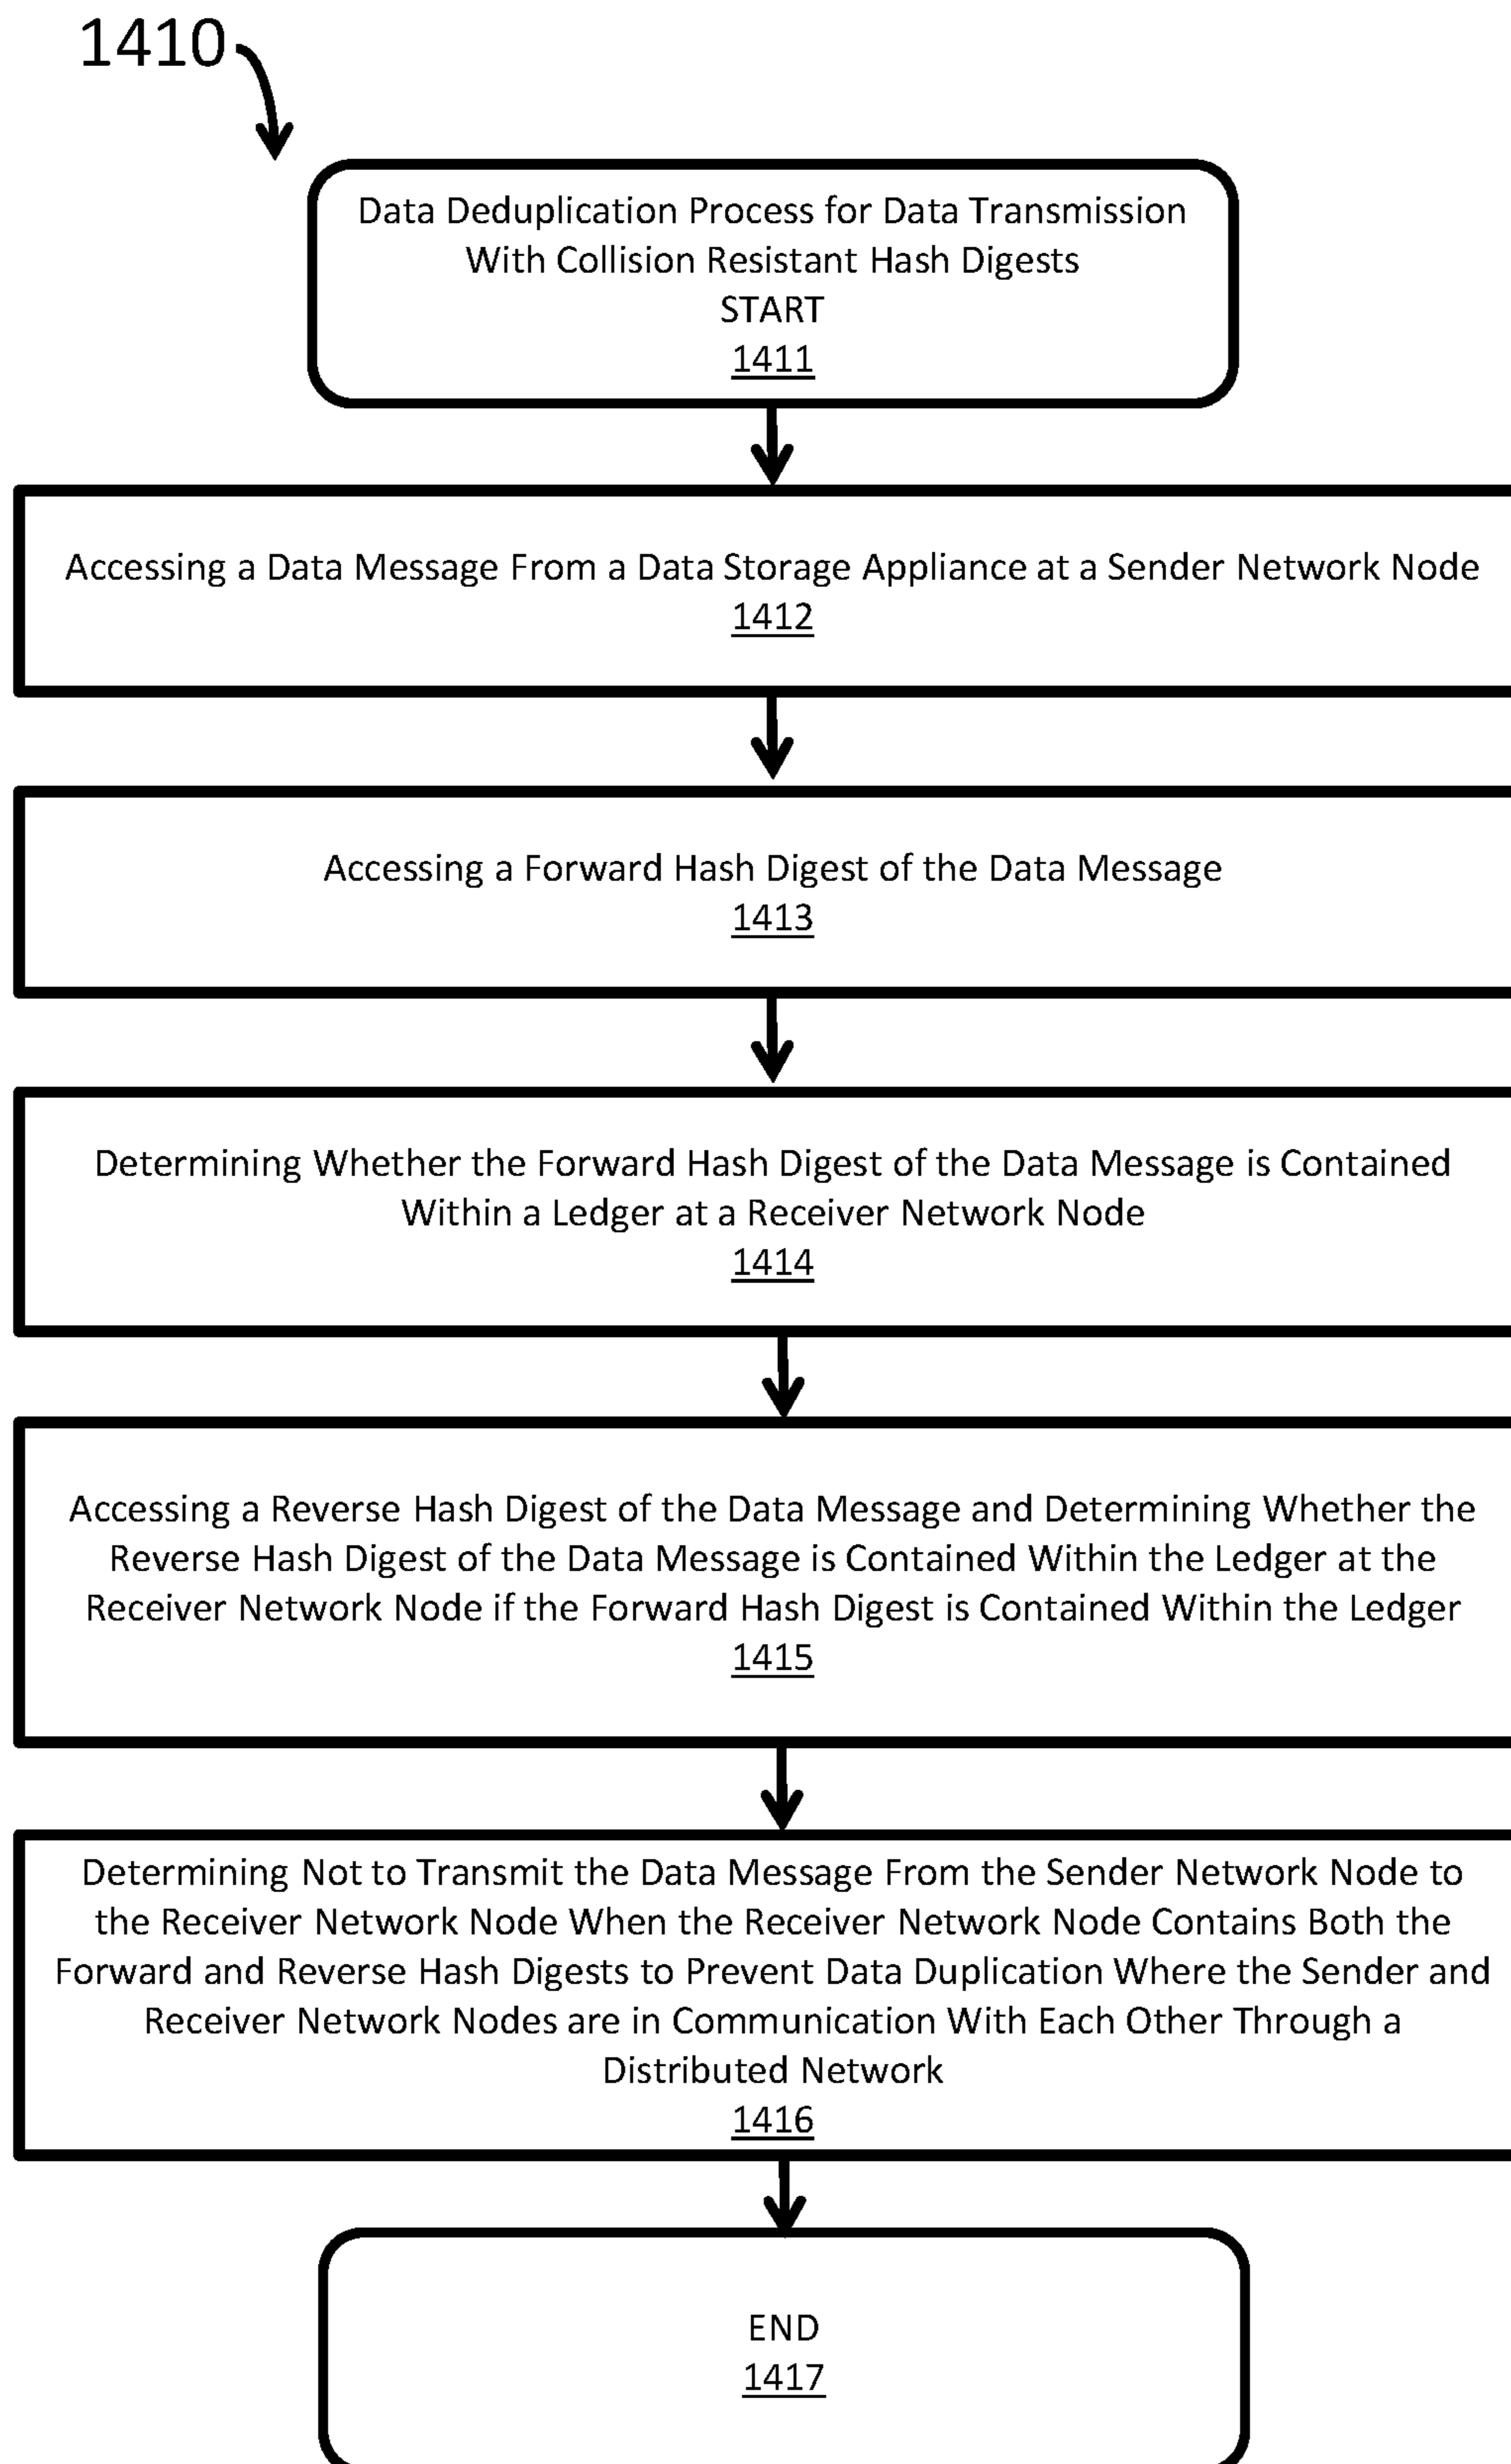 1410
Data Deduplication Process for Data Transmission
With Collision Resistant Hash Digests
START
1411
Accessing a Data Message From a Data Storage Appliance at a Sender Network Node
1412
Accessing a Forward Hash Digest of the Data Message
1413
Determining Whether the Forward Hash Digest of the Data Message is Contained
Within a Ledger at a Receiver Network Node
1414
Accessing a Reverse Hash Digest of the Data Message and Determining Whether the
Reverse Hash Digest of the Data Message is Contained Within the Ledger at the
Receiver Network Node if the Forward Hash Digest is Contained Within the Ledger
1415
Determining Not to Transmit the Data Message From the Sender Network Node to
the Receiver Network Node When the Receiver Network Node Contains Both the
Forward and Reverse Hash Digests to Prevent Data Duplication Where the Sender and
Receiver Network Nodes are in Communication With Each Other Through a
Distributed Network
1416
END
1417